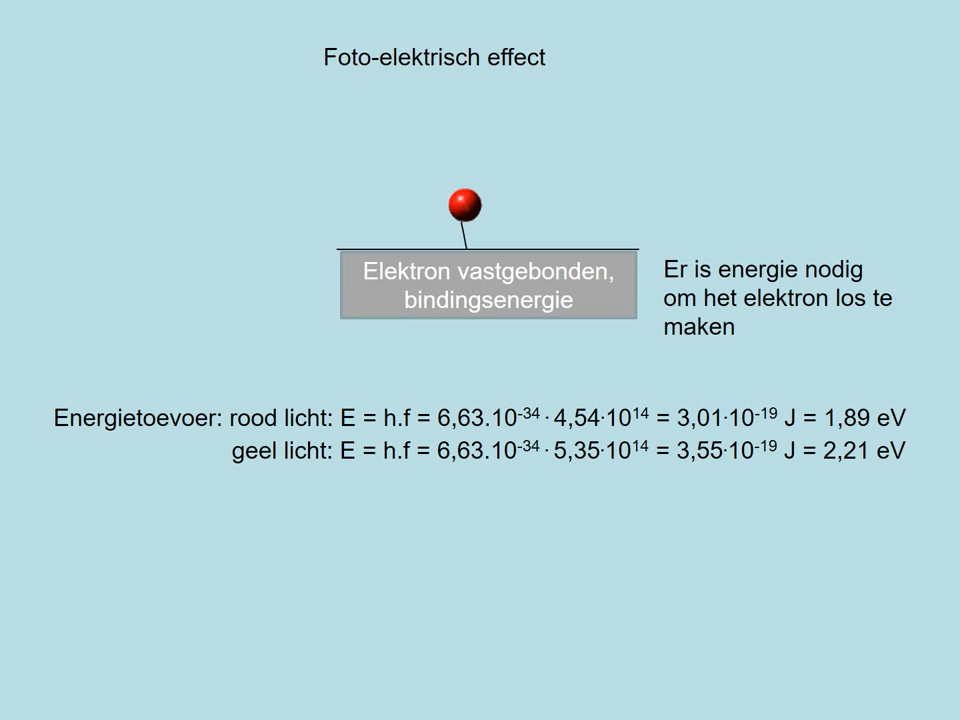 Foto-elektrisch effect
Elektron vastgebonden,
bindingsenergie
Er is energie nodig
om het elektron los te
maken
Energietoevoer: rood licht: E = h.f = 6,63.10⁻³⁴ · 4,54·10¹⁴ = 3,01·10⁻¹⁹ J = 1,89 eV
geel licht: E = h.f = 6,63.10⁻³⁴ · 5,35·10¹⁴ = 3,55·10⁻¹⁹ J = 2,21 eV